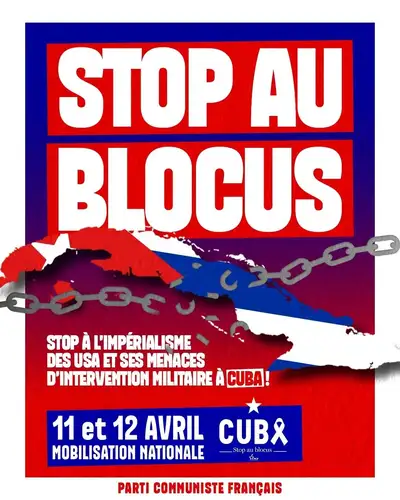 STOP AU
BLOCUS
STOP À L'IMPÉRIALISME
DES USA ET SES MENACES
D'INTERVENTION MILITAIRE À CUBA !
11 et 12 AVRIL
MOBILISATION NATIONALE
CUBA
Stop au blocus
PARTI COMMUNISTE FRANÇAIS